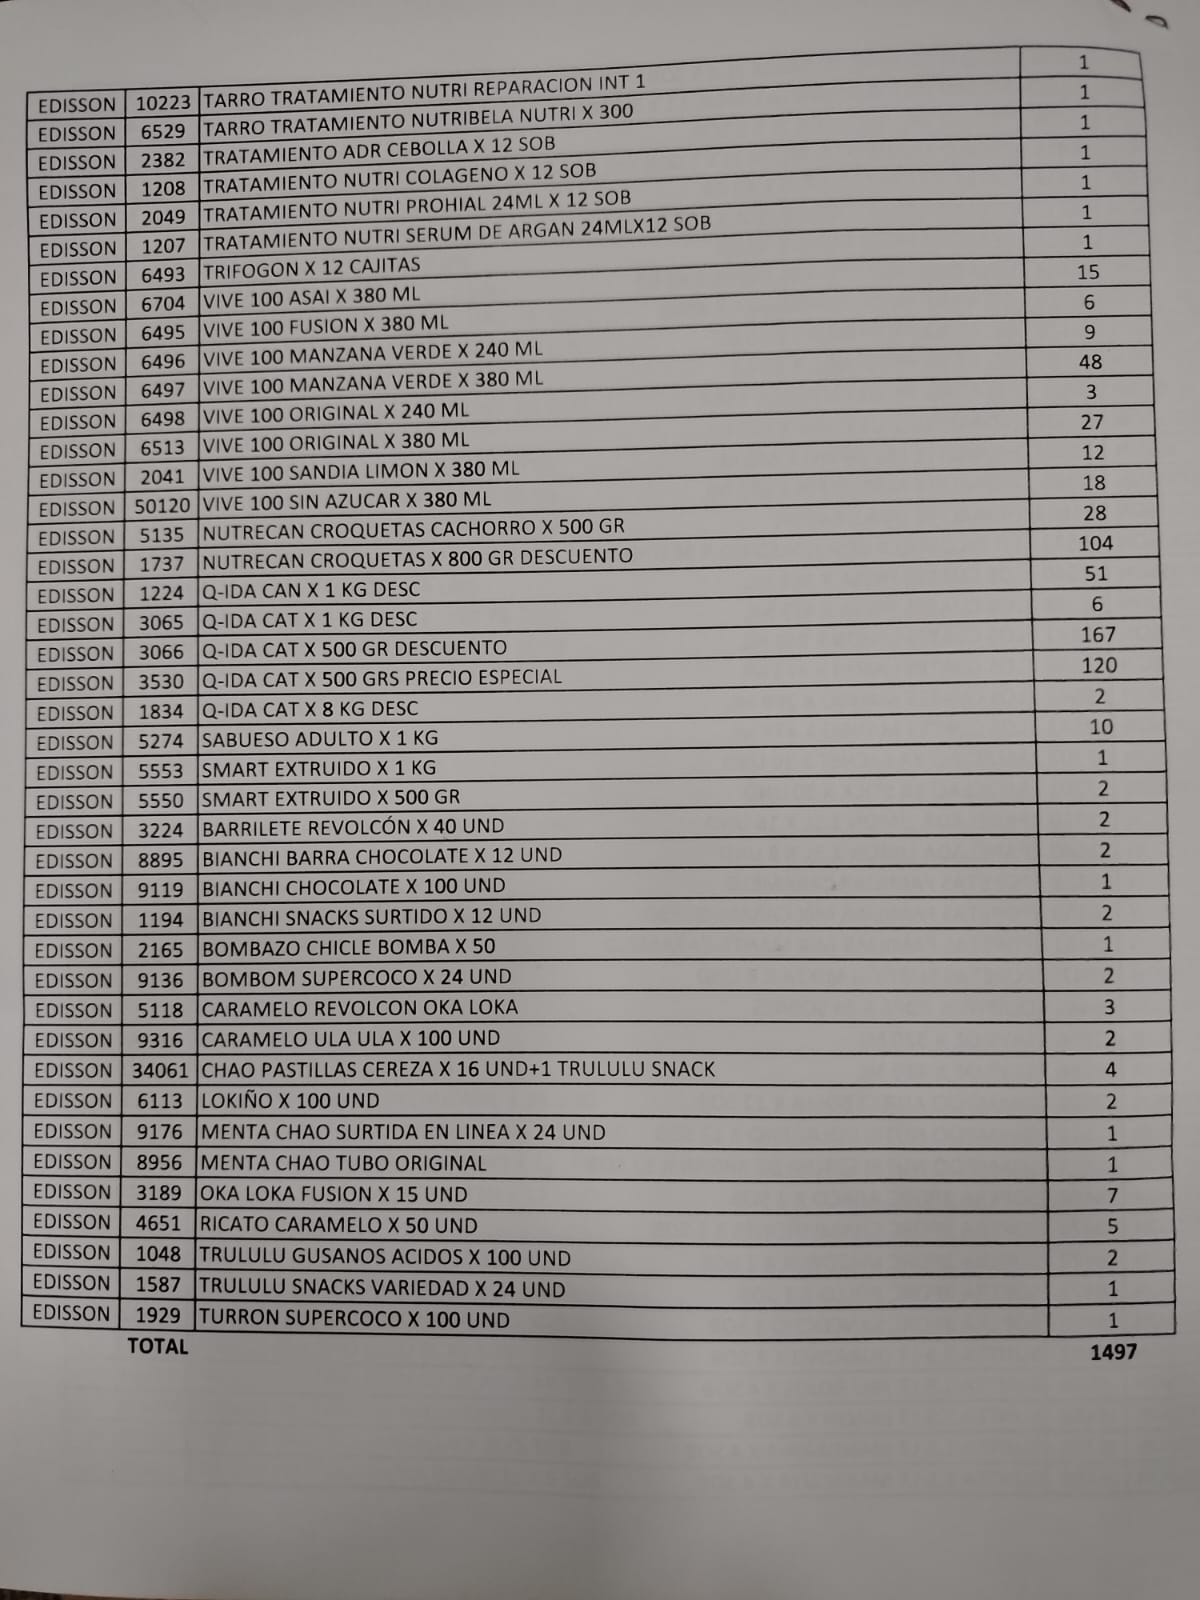 EDISSON 10223 TARRO TRATAMIENTO NUTRI REPARACION INT 1 1
EDISSON 6529 TARRO TRATAMIENTO NUTRIBELA NUTRI X 300 1
EDISSON 2382 TRATAMIENTO ADR CEBOLLA X 12 SOB 1
EDISSON 1208 TRATAMIENTO NUTRI COLAGENO X 12 SOB 1
EDISSON 2049 TRATAMIENTO NUTRI PROHIAL 24ML X 12 SOB 1
EDISSON 1207 TRATAMIENTO NUTRI SERUM DE ARGAN 24MLX12 SOB 1
EDISSON 6493 TRIFOGON X 12 CAJITAS 1
EDISSON 6704 VIVE 100 ASAI X 380 ML 15
EDISSON 6495 VIVE 100 FUSION X 380 ML 6
EDISSON 6496 VIVE 100 MANZANA VERDE X 240 ML 9
EDISSON 6497 VIVE 100 MANZANA VERDE X 380 ML 48
EDISSON 6498 VIVE 100 ORIGINAL X 240 ML 3
EDISSON 6513 VIVE 100 ORIGINAL X 380 ML 27
EDISSON 2041 VIVE 100 SANDIA LIMON X 380 ML 12
EDISSON 50120 VIVE 100 SIN AZUCAR X 380 ML 18
EDISSON 5135 NUTRECAN CROQUETAS CACHORRO X 500 GR 28
EDISSON 1737 NUTRECAN CROQUETAS X 800 GR DESCUENTO 104
EDISSON 1224 Q-IDA CAN X 1 KG DESC 51
EDISSON 3065 Q-IDA CAT X 1 KG DESC 6
EDISSON 3066 Q-IDA CAT X 500 GR DESCUENTO 167
EDISSON 3530 Q-IDA CAT X 500 GRS PRECIO ESPECIAL 120
EDISSON 1834 Q-IDA CAT X 8 KG DESC 2
EDISSON 5274 SABUESO ADULTO X 1 KG 10
EDISSON 5553 SMART EXTRUIDO X 1 KG 1
EDISSON 5550 SMART EXTRUIDO X 500 GR 2
EDISSON 3224 BARRILETE REVOLCÓN X 40 UND 2
EDISSON 8895 BIANCHI BARRA CHOCOLATE X 12 UND 2
EDISSON 9119 BIANCHI CHOCOLATE X 100 UND 1
EDISSON 1194 BIANCHI SNACKS SURTIDO X 12 UND 2
EDISSON 2165 BOMBAZO CHICLE BOMBA X 50 1
EDISSON 9136 BOMBOM SUPERCOCO X 24 UND 2
EDISSON 5118 CARAMELO REVOLCON OKA LOKA 3
EDISSON 9316 CARAMELO ULA ULA X 100 UND 2
EDISSON 34061 CHAO PASTILLAS CEREZA X 16 UND+1 TRULULU SNACK 4
EDISSON 6113 LOKIÑO X 100 UND 2
EDISSON 9176 MENTA CHAO SURTIDA EN LINEA X 24 UND 1
EDISSON 8956 MENTA CHAO TUBO ORIGINAL 1
EDISSON 3189 OKA LOKA FUSION X 15 UND 7
EDISSON 4651 RICATO CARAMELO X 50 UND 5
EDISSON 1048 TRULULU GUSANOS ACIDOS X 100 UND 2
EDISSON 1587 TRULULU SNACKS VARIEDAD X 24 UND 1
EDISSON 1929 TURRON SUPERCOCO X 100 UND 1
TOTAL 1497